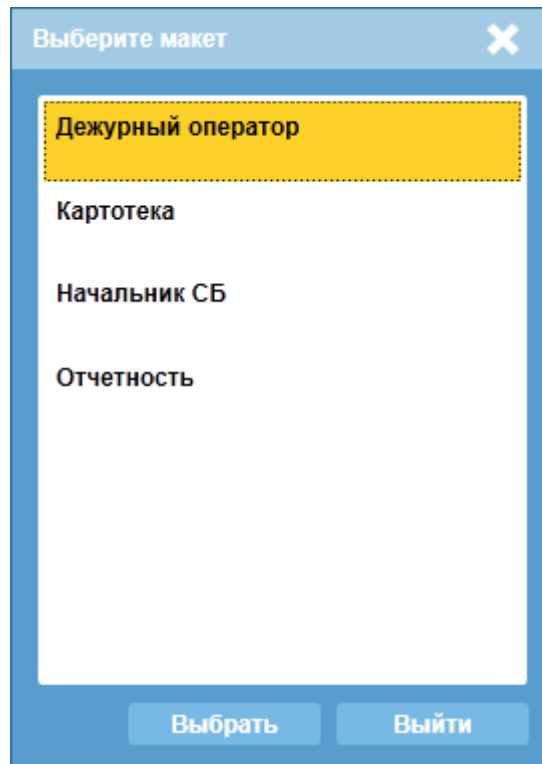 Выберите макет
Дежурный оператор
Картотека
Начальник СБ
Отчетность
Выбрать Выйти